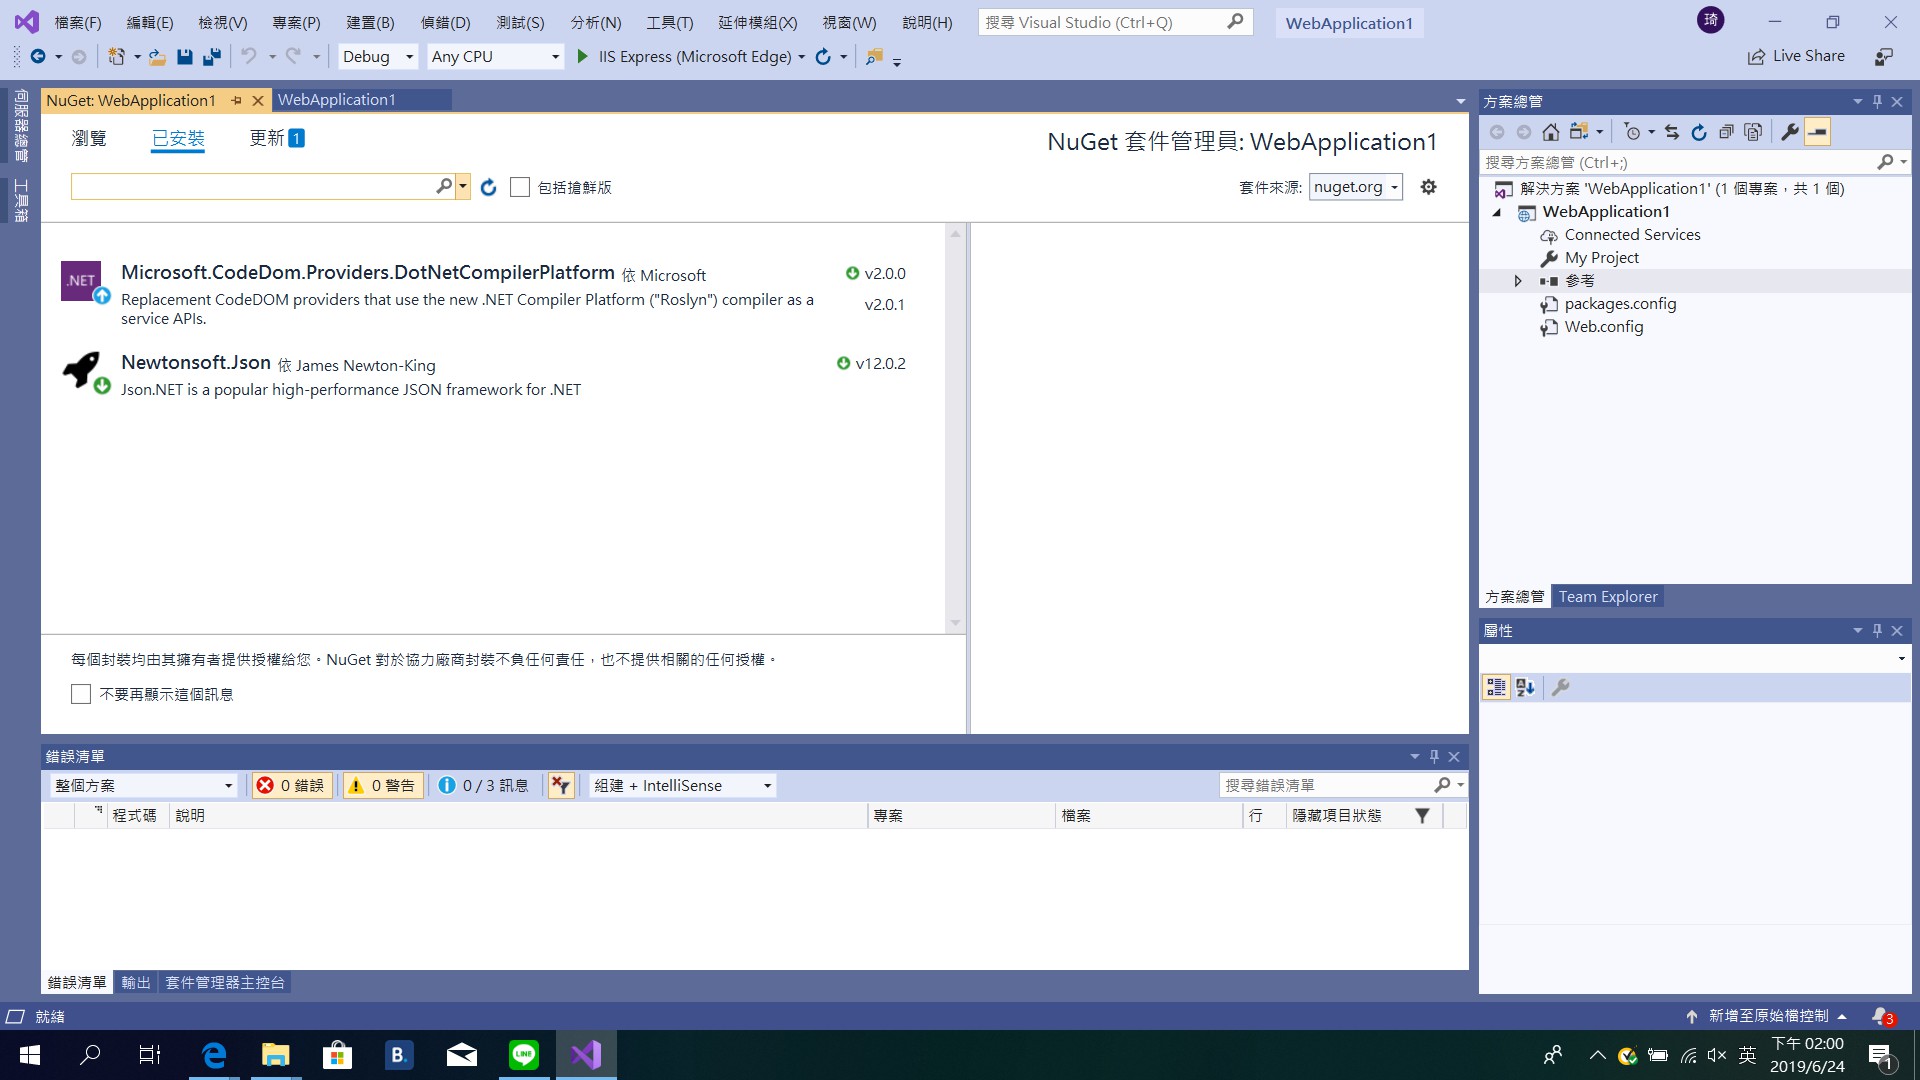 檔案(F) 編輯(E) 檢視(V) 專案(P) 建置(B) 偵錯(D) 測試(S) 分析(N) 工具(T) 延伸模組(X) 視窗(W) 說明(H) 搜尋 Visual Studio (Ctrl+Q) WebApplication1 琦
Debug Any CPU IIS Express (Microsoft Edge) Live Share
伺服器總管
工具箱
NuGet: WebApplication1 WebApplication1
瀏覽 已安裝 更新 1 NuGet 套件管理員: WebApplication1
包括搶鮮版 套件來源: nuget.org
.NET Microsoft.CodeDom.Providers.DotNetCompilerPlatform 依 Microsoft v2.0.0
Replacement CodeDOM providers that use the new .NET Compiler Platform ("Roslyn") compiler as a v2.0.1
service APIs.
Newtonsoft.Json 依 James Newton-King v12.0.2
Json.NET is a popular high-performance JSON framework for .NET
每個封裝均由其擁有者提供授權給您。NuGet 對於協力廠商封裝不負任何責任，也不提供相關的任何授權。
不要再顯示這個訊息
方案總管
搜尋方案總管 (Ctrl+;)
解決方案 'WebApplication1' (1 個專案，共 1 個)
WebApplication1
Connected Services
My Project
參考
packages.config
Web.config
方案總管 Team Explorer
屬性
錯誤清單
整個方案 0 錯誤 0 警告 0 / 3 訊息 組建 + IntelliSense 搜尋錯誤清單
程式碼 說明 專案 檔案 行 隱藏項目狀態
錯誤清單 輸出 套件管理器主控台
就緒 新增至原始檔控制 3
B. LINE 英 下午 02:00
2019/6/24 1